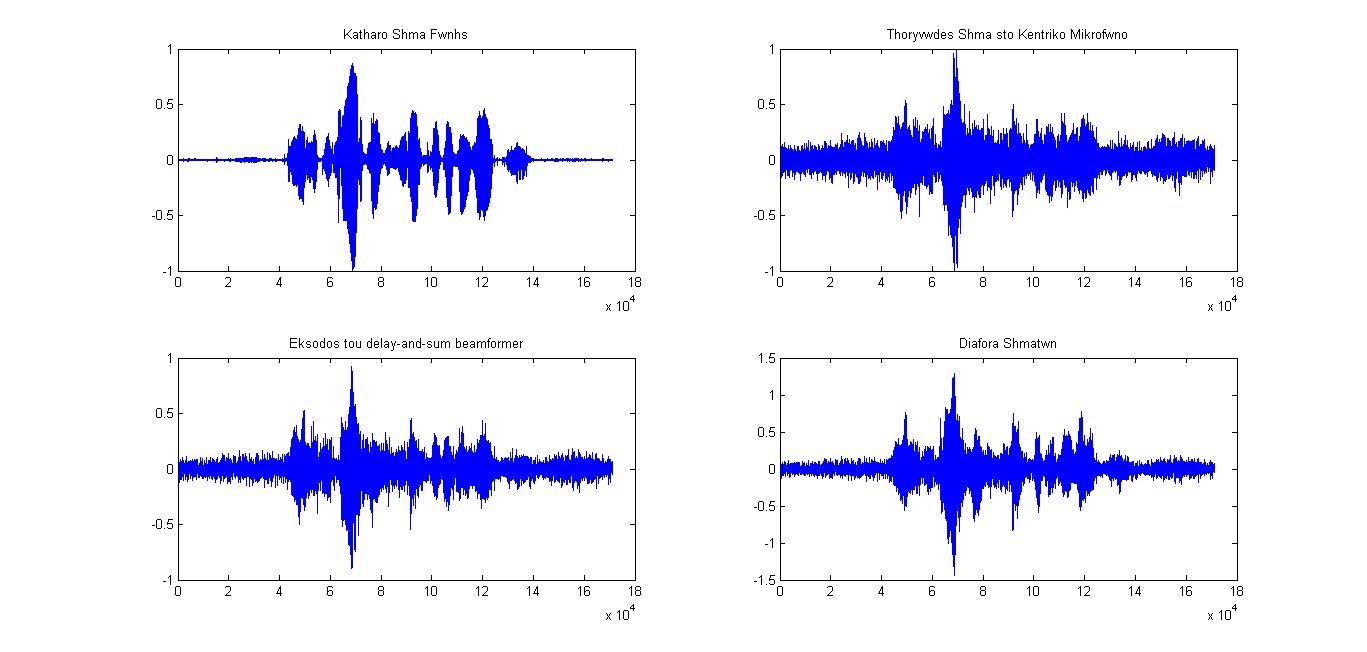 Katharo Shma Fwnhs
1
0.5
0
-0.5
-1
0 2 4 6 8 10 12 14 16 18
x 10^4
Thorywdes Shma sto Kentriko Mikrofwno
1
0.5
0
-0.5
-1
0 2 4 6 8 10 12 14 16 18
x 10^4
Eksodos tou delay-and-sum beamformer
1
0.5
0
-0.5
-1
0 2 4 6 8 10 12 14 16 18
x 10^4
Diafora Shmatwn
1.5
1
0.5
0
-0.5
-1
-1.5
0 2 4 6 8 10 12 14 16 18
x 10^4